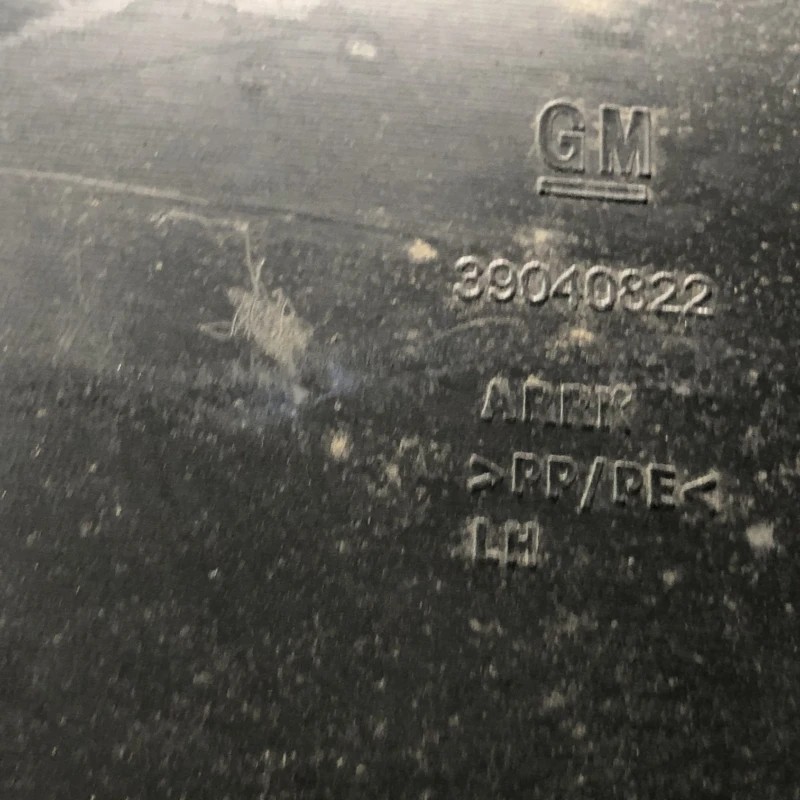 GM
39040822
>PP/PE<
LH